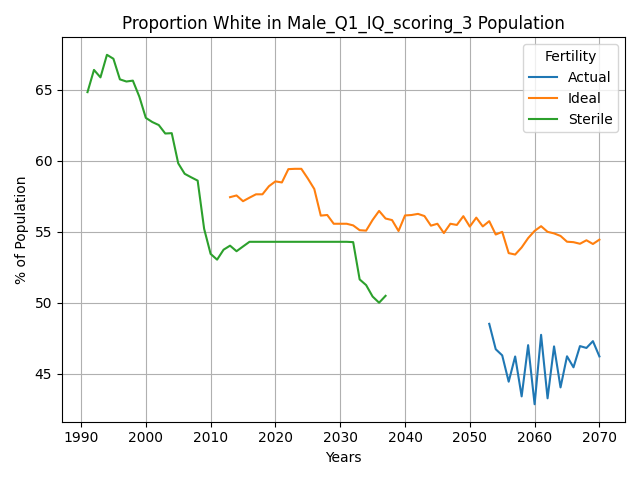 Proportion White in Male_Q1_IQ_scoring_3 Population
% of Population
65
60
55
50
45
Fertility
Actual
Ideal
Sterile
1990 2000 2010 2020 2030 2040 2050 2060 2070
Years